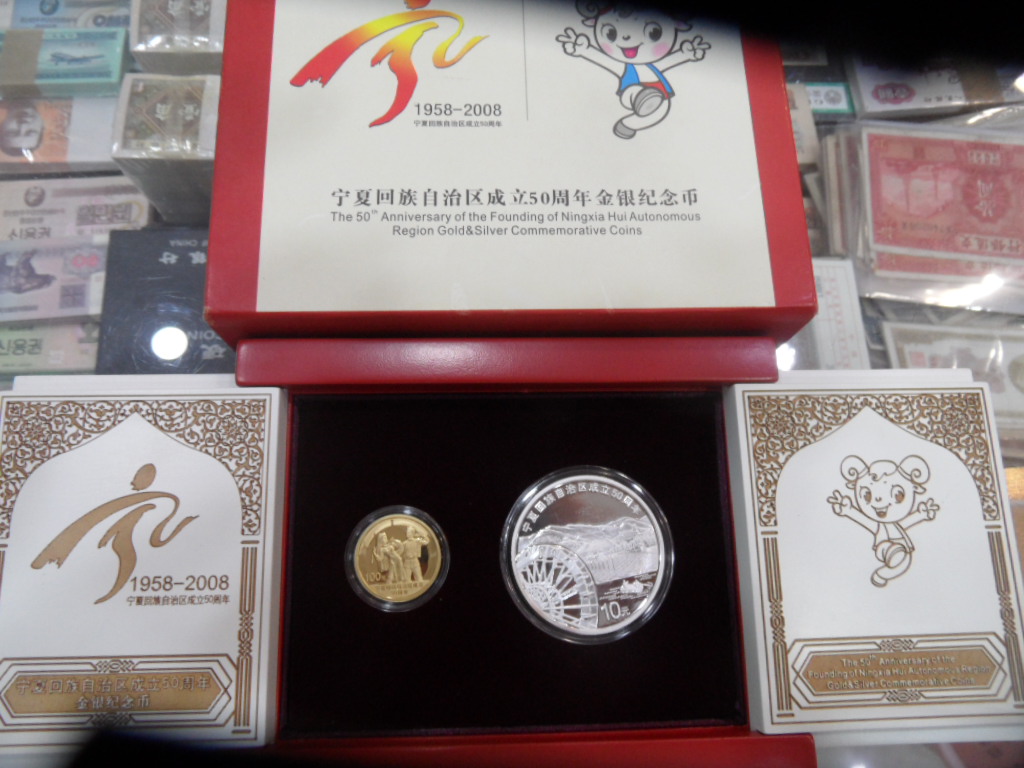 1958-2008
宁夏回族自治区成立50周年
宁夏回族自治区成立50周年金银纪念币
The 50th Anniversary of the Founding of Ningxia Hui Autonomous
Region Gold&Silver Commemorative Coins
1958-2008
宁夏回族自治区成立50周年
宁夏回族自治区成立50周年
金银纪念币
100元
宁夏回族自治区成立50周年
10元
The 50th Anniversary of the
Founding of Ningxia Hui Autonomous Region
Gold&Silver Commemorative Coins